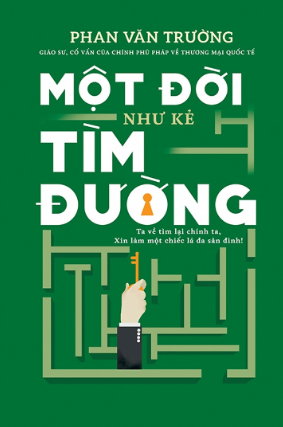 PHAN VĂN TRƯỜNG
GIÁO SƯ, CỐ VẤN CỦA CHÍNH PHỦ PHÁP VỀ THƯƠNG MẠI QUỐC TẾ
MỘT ĐỜI
NHƯ KẺ
TÌM
ĐƯỜNG
Ta về tìm lại chính ta,
Xin làm một chiếc lá đa sân đình!